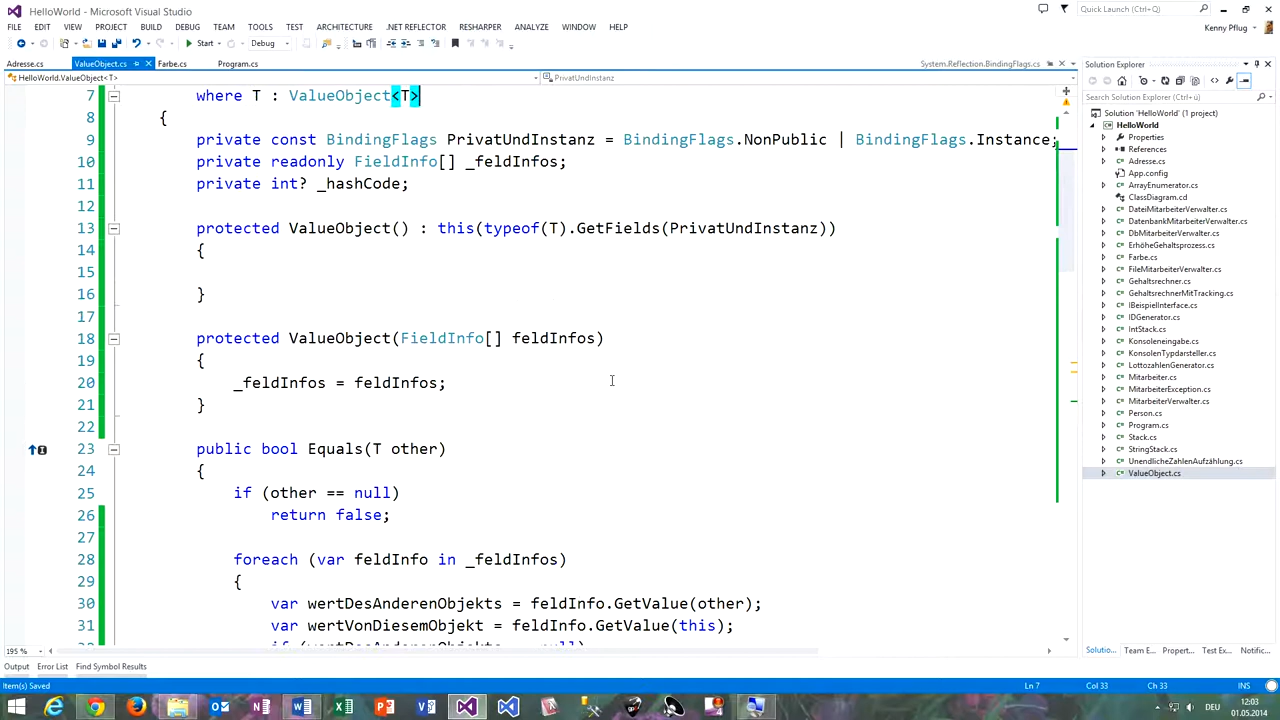 HelloWorld - Microsoft Visual Studio
Quick Launch (Ctrl+Q)
FILE EDIT VIEW PROJECT BUILD DEBUG TEAM TOOLS TEST ARCHITECTURE .NET REFLECTOR RESHARPER ANALYZE WINDOW HELP
Kenny Pflug
Start Debug
Adresse.cs ValueObject.cs Farbe.cs Program.cs System.Reflection.BindingFlags.cs
HelloWorld.ValueObject<T> PrivatUndInstanz
7 where T : ValueObject<T>
8 {
9 private const BindingFlags PrivatUndInstanz = BindingFlags.NonPublic | BindingFlags.Instance;
10 private readonly FieldInfo[] _feldInfos;
11 private int? _hashCode;
12
13 protected ValueObject() : this(typeof(T).GetFields(PrivatUndInstanz))
14 {
15
16 }
17
18 protected ValueObject(FieldInfo[] feldInfos)
19 {
20 _feldInfos = feldInfos;
21 }
22
23 public bool Equals(T other)
24 {
25 if (other == null)
26 return false;
27
28 foreach (var feldInfo in _feldInfos)
29 {
30 var wertDesAnderenObjekts = feldInfo.GetValue(other);
31 var wertVonDiesemObjekt = feldInfo.GetValue(this);
195 %
Output Error List Find Symbol Results
Solution Explorer
Search Solution Explorer (Ctrl+ü)
Solution 'HelloWorld' (1 project)
HelloWorld
Properties
References
Adresse.cs
App.config
ArrayEnumerator.cs
ClassDiagram.cd
DateiMitarbeiterVerwalter.cs
DatenbankMitarbeiterVerwalter.cs
DbMitarbeiterVerwalter.cs
ErhöheGehaltsprozess.cs
Farbe.cs
FileMitarbeiterVerwalter.cs
Gehaltsrechner.cs
GehaltsrechnerMitTracking.cs
IBeispielInterface.cs
IDGenerator.cs
IntStack.cs
Konsoleneingabe.cs
KonsolenTypdarsteller.cs
LottozahlenGenerator.cs
Mitarbeiter.cs
MitarbeiterException.cs
MitarbeiterVerwalter.cs
Person.cs
Program.cs
Stack.cs
StringStack.cs
UnendlicheZahlenAufzählung.cs
ValueObject.cs
Solutio... Team E... Propert... Test Ex... Notific...
Item(s) Saved Ln 7 Col 33 Ch 33 INS
DEU 12:03
01.05.2014